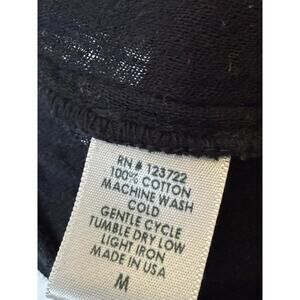 RN # 123722
100% COTTON
MACHINE WASH
COLD
GENTLE CYCLE
TUMBLE DRY LOW
LIGHT IRON
MADE IN USA
M